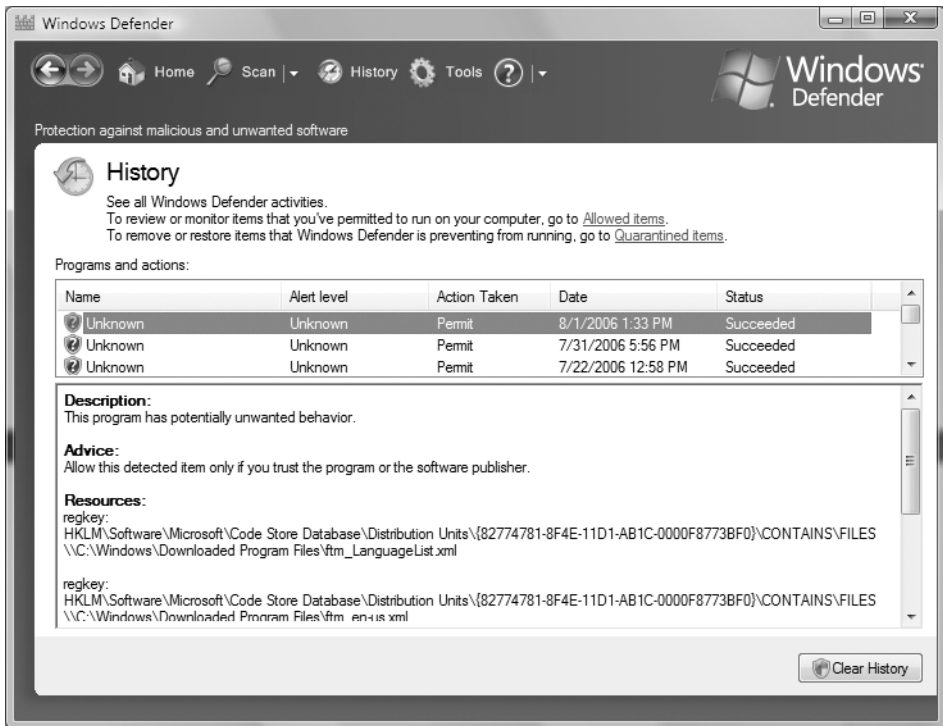 Windows Defender
Home Scan History Tools ?
Windows
Defender
Protection against malicious and unwanted software
History
See all Windows Defender activities.
To review or monitor items that you've permitted to run on your computer, go to Allowed items.
To remove or restore items that Windows Defender is preventing from running, go to Quarantined items.
Programs and actions:
Name Alert level Action Taken Date Status
Unknown Unknown Permit 8/1/2006 1:33 PM Succeeded
Unknown Unknown Permit 7/31/2006 5:56 PM Succeeded
Unknown Unknown Permit 7/22/2006 12:58 PM Succeeded
Description:
This program has potentially unwanted behavior.
Advice:
Allow this detected item only if you trust the program or the software publisher.
Resources:
regkey:
HKLM\Software\Microsoft\Code Store Database\Distribution Units\{82774781-8F4E-11D1-AB1C-0000F8773BF0}\CONTAINS\FILES
\\C:\Windows\Downloaded Program Files\ftm_LanguageList.xml
regkey:
HKLM\Software\Microsoft\Code Store Database\Distribution Units\{82774781-8F4E-11D1-AB1C-0000F8773BF0}\CONTAINS\FILES
\\C:\Windows\Downloaded Program Files\ftm_en-us.xml
Clear History